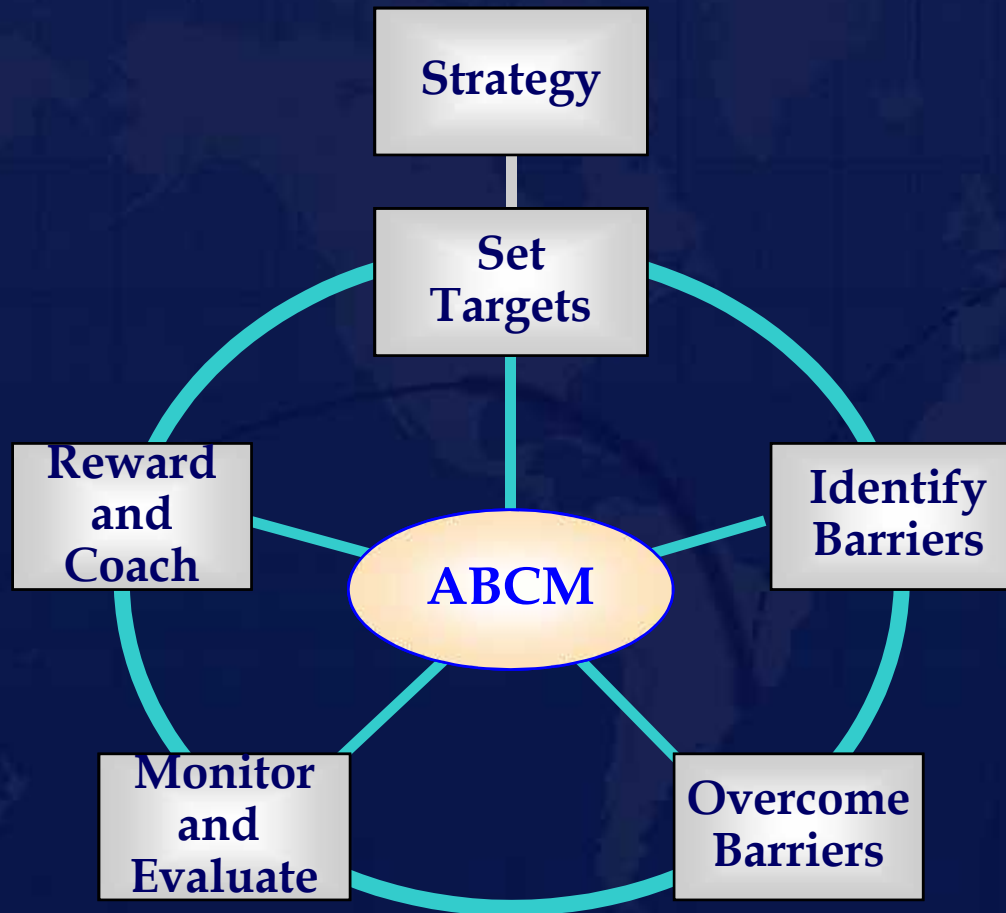 Strategy
Set
Targets
Reward
and
Coach
Identify
Barriers
ABCM
Monitor
and
Evaluate
Overcome
Barriers